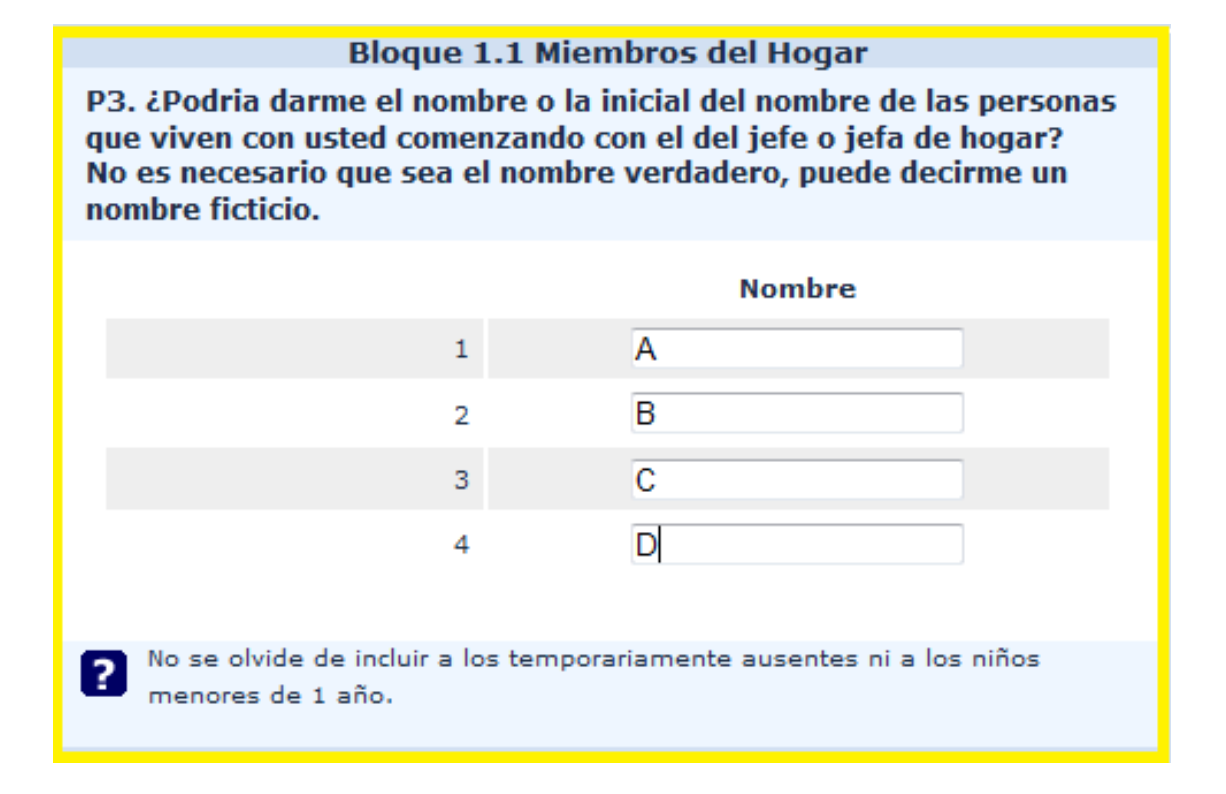 Bloque 1.1 Miembros del Hogar
P3. ¿Podria darme el nombre o la inicial del nombre de las personas
que viven con usted comenzando con el del jefe o jefa de hogar?
No es necesario que sea el nombre verdadero, puede decirme un
nombre ficticio.
Nombre
1 A
2 B
3 C
4 D
? No se olvide de incluir a los temporariamente ausentes ni a los niños
menores de 1 año.